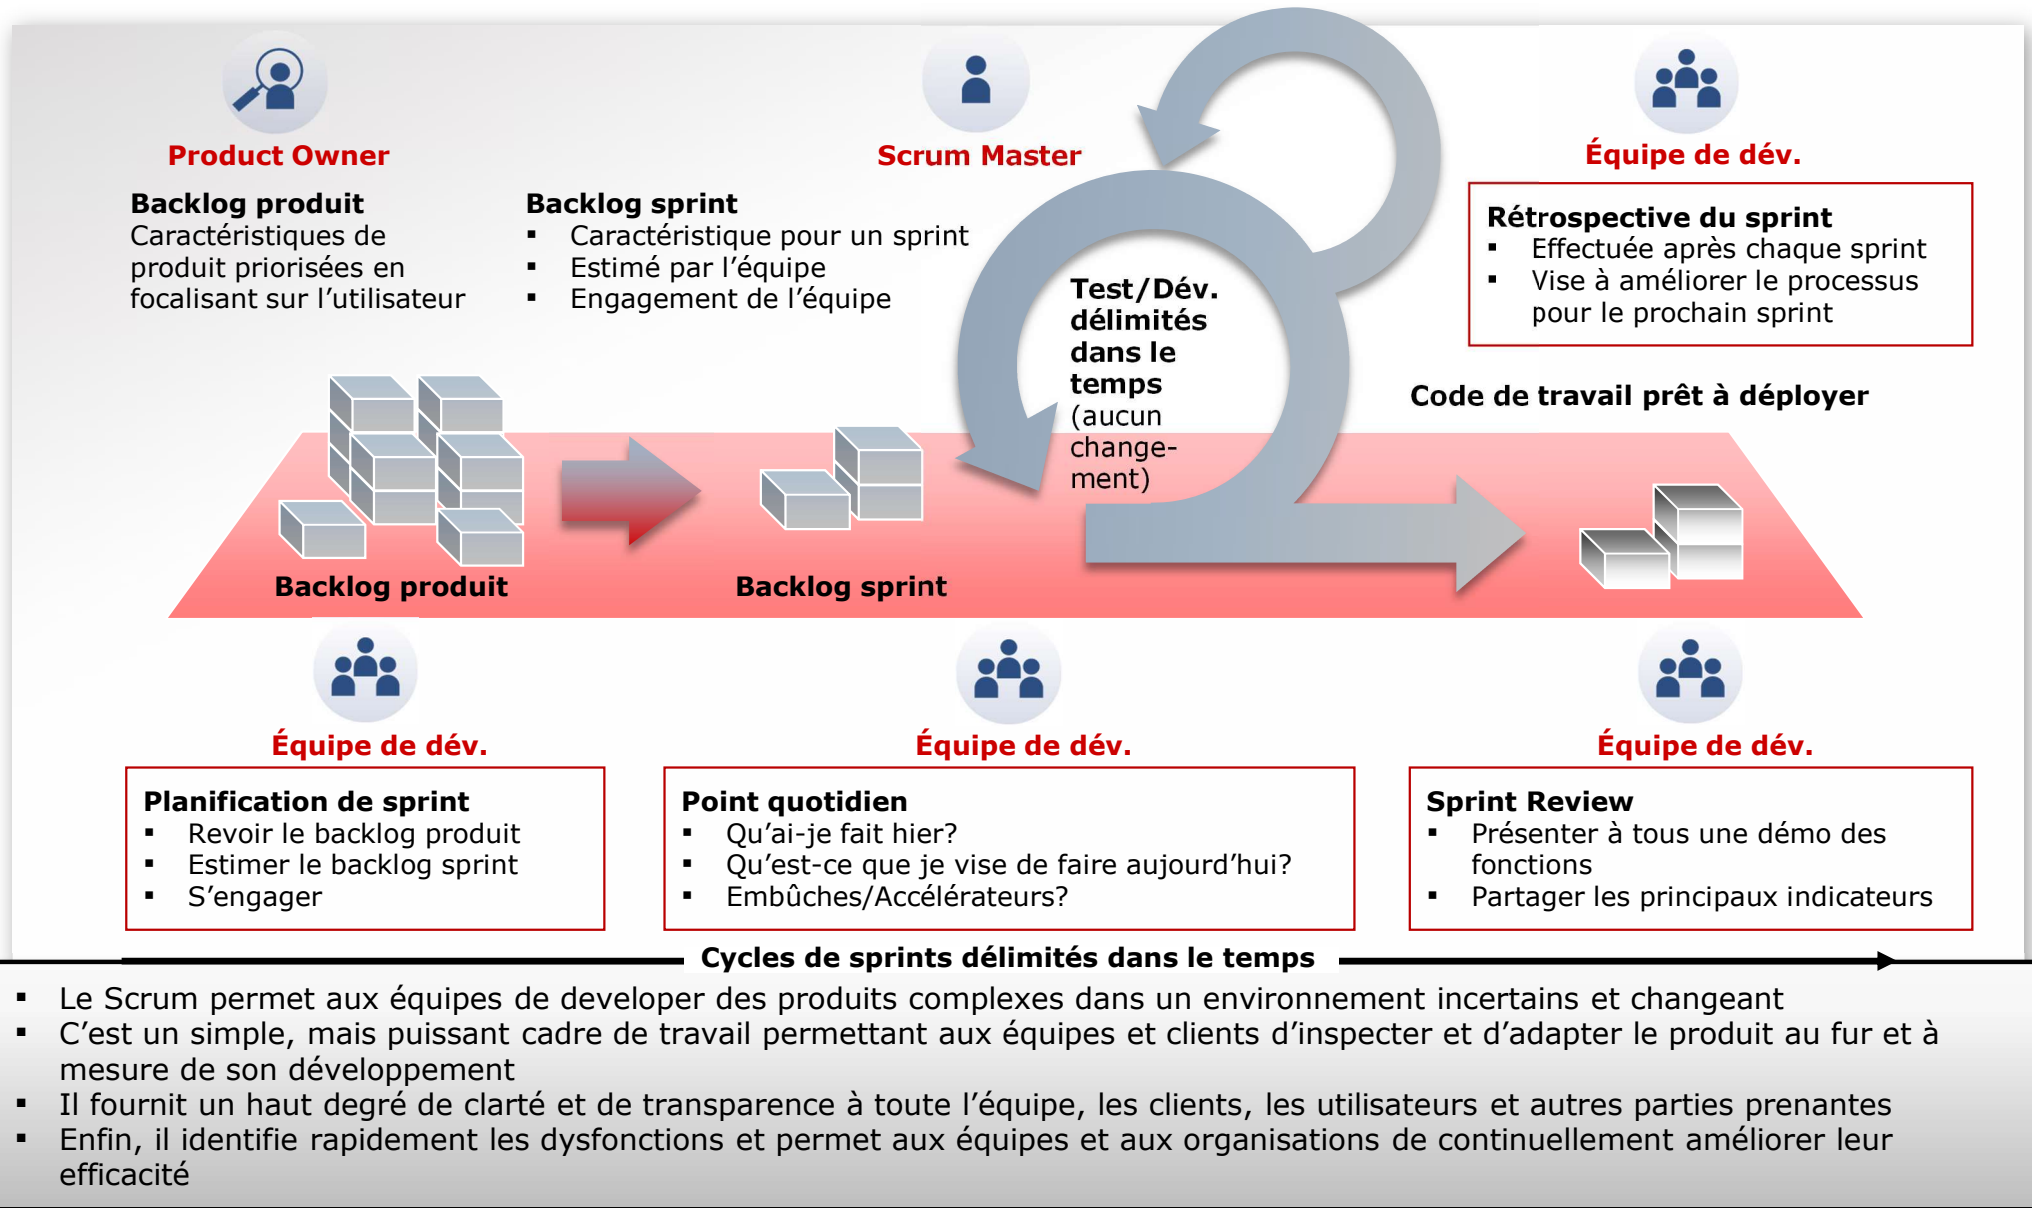 Product Owner
Scrum Master
Équipe de dév.
Backlog produit
Caractéristiques de
produit priorisées en
focalisant sur l’utilisateur
Backlog sprint
▪ Caractéristique pour un sprint
▪ Estimé par l’équipe
▪ Engagement de l’équipe
Test/Dév.
délimités
dans le
temps
(aucun
change-
ment)
Rétrospective du sprint
▪ Effectuée après chaque sprint
▪ Vise à améliorer le processus
pour le prochain sprint
Code de travail prêt à déployer
Backlog produit
Backlog sprint
Équipe de dév.
Équipe de dév.
Équipe de dév.
Planification de sprint
▪ Revoir le backlog produit
▪ Estimer le backlog sprint
▪ S’engager
Point quotidien
▪ Qu’ai-je fait hier?
▪ Qu’est-ce que je vise de faire aujourd’hui?
▪ Embûches/Accélérateurs?
Sprint Review
▪ Présenter à tous une démo des
fonctions
▪ Partager les principaux indicateurs
Cycles de sprints délimités dans le temps
▪ Le Scrum permet aux équipes de developer des produits complexes dans un environnement incertains et changeant
▪ C’est un simple, mais puissant cadre de travail permettant aux équipes et clients d’inspecter et d’adapter le produit au fur et à
mesure de son développement
▪ Il fournit un haut degré de clarté et de transparence à toute l’équipe, les clients, les utilisateurs et autres parties prenantes
▪ Enfin, il identifie rapidement les dysfonctions et permet aux équipes et aux organisations de continuellement améliorer leur
efficacité